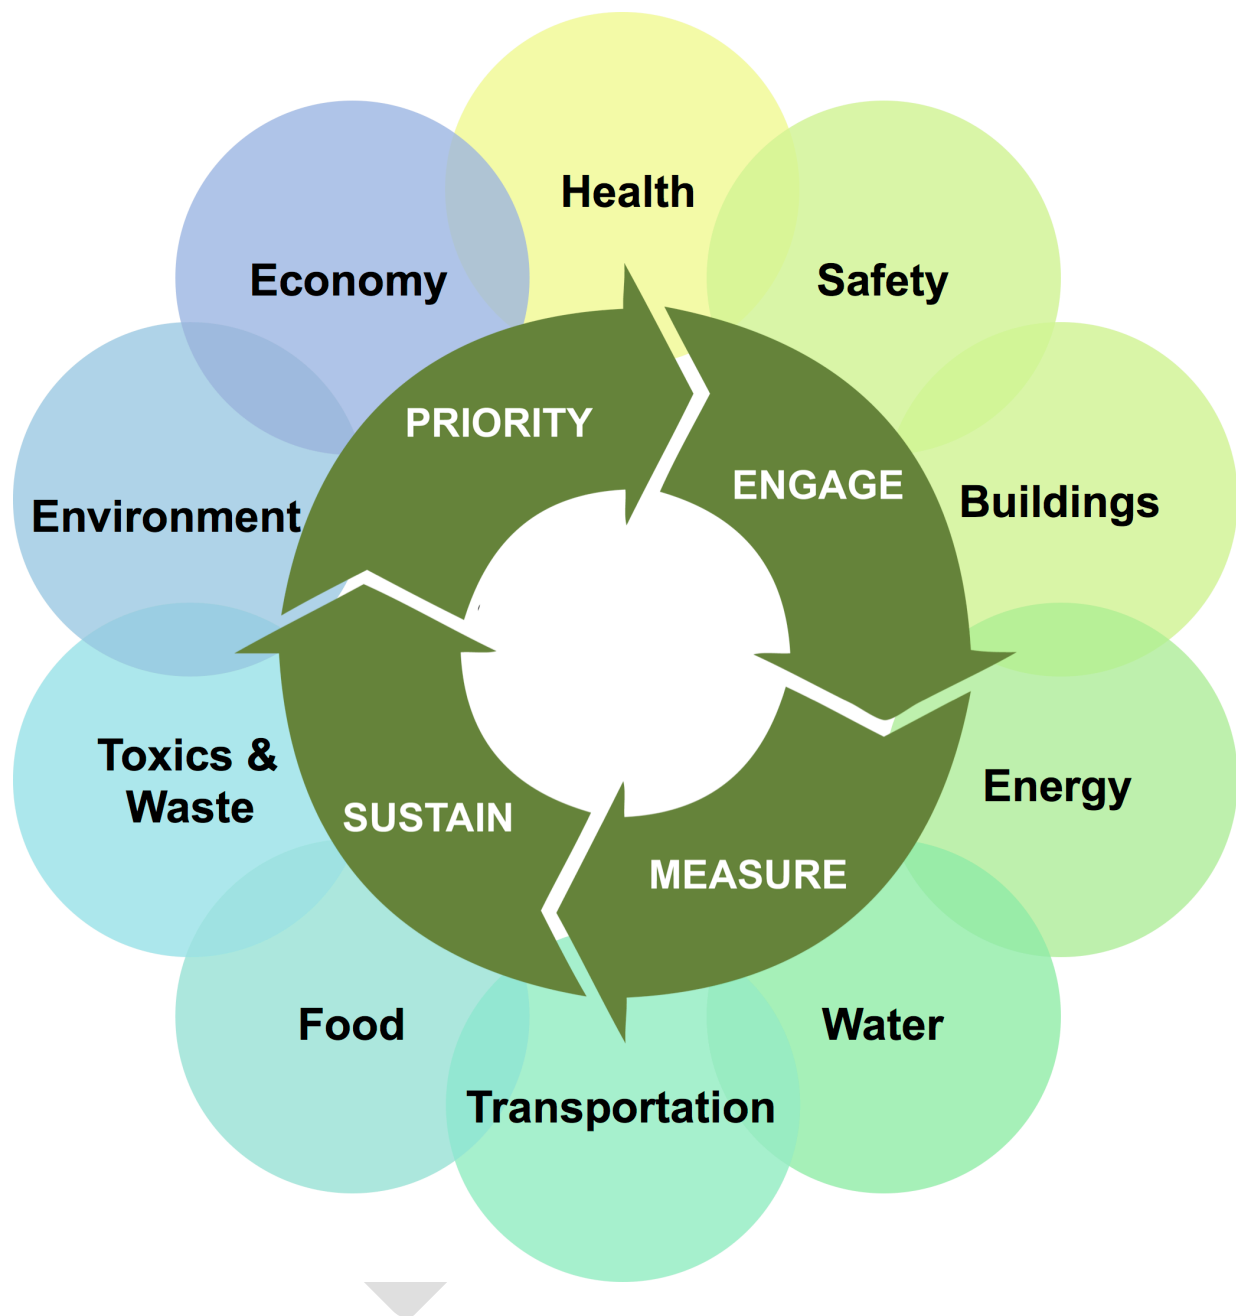 Health
Economy
Safety
PRIORITY
ENGAGE
Environment
Buildings
Toxics &
Waste
Energy
SUSTAIN
MEASURE
Food
Water
Transportation